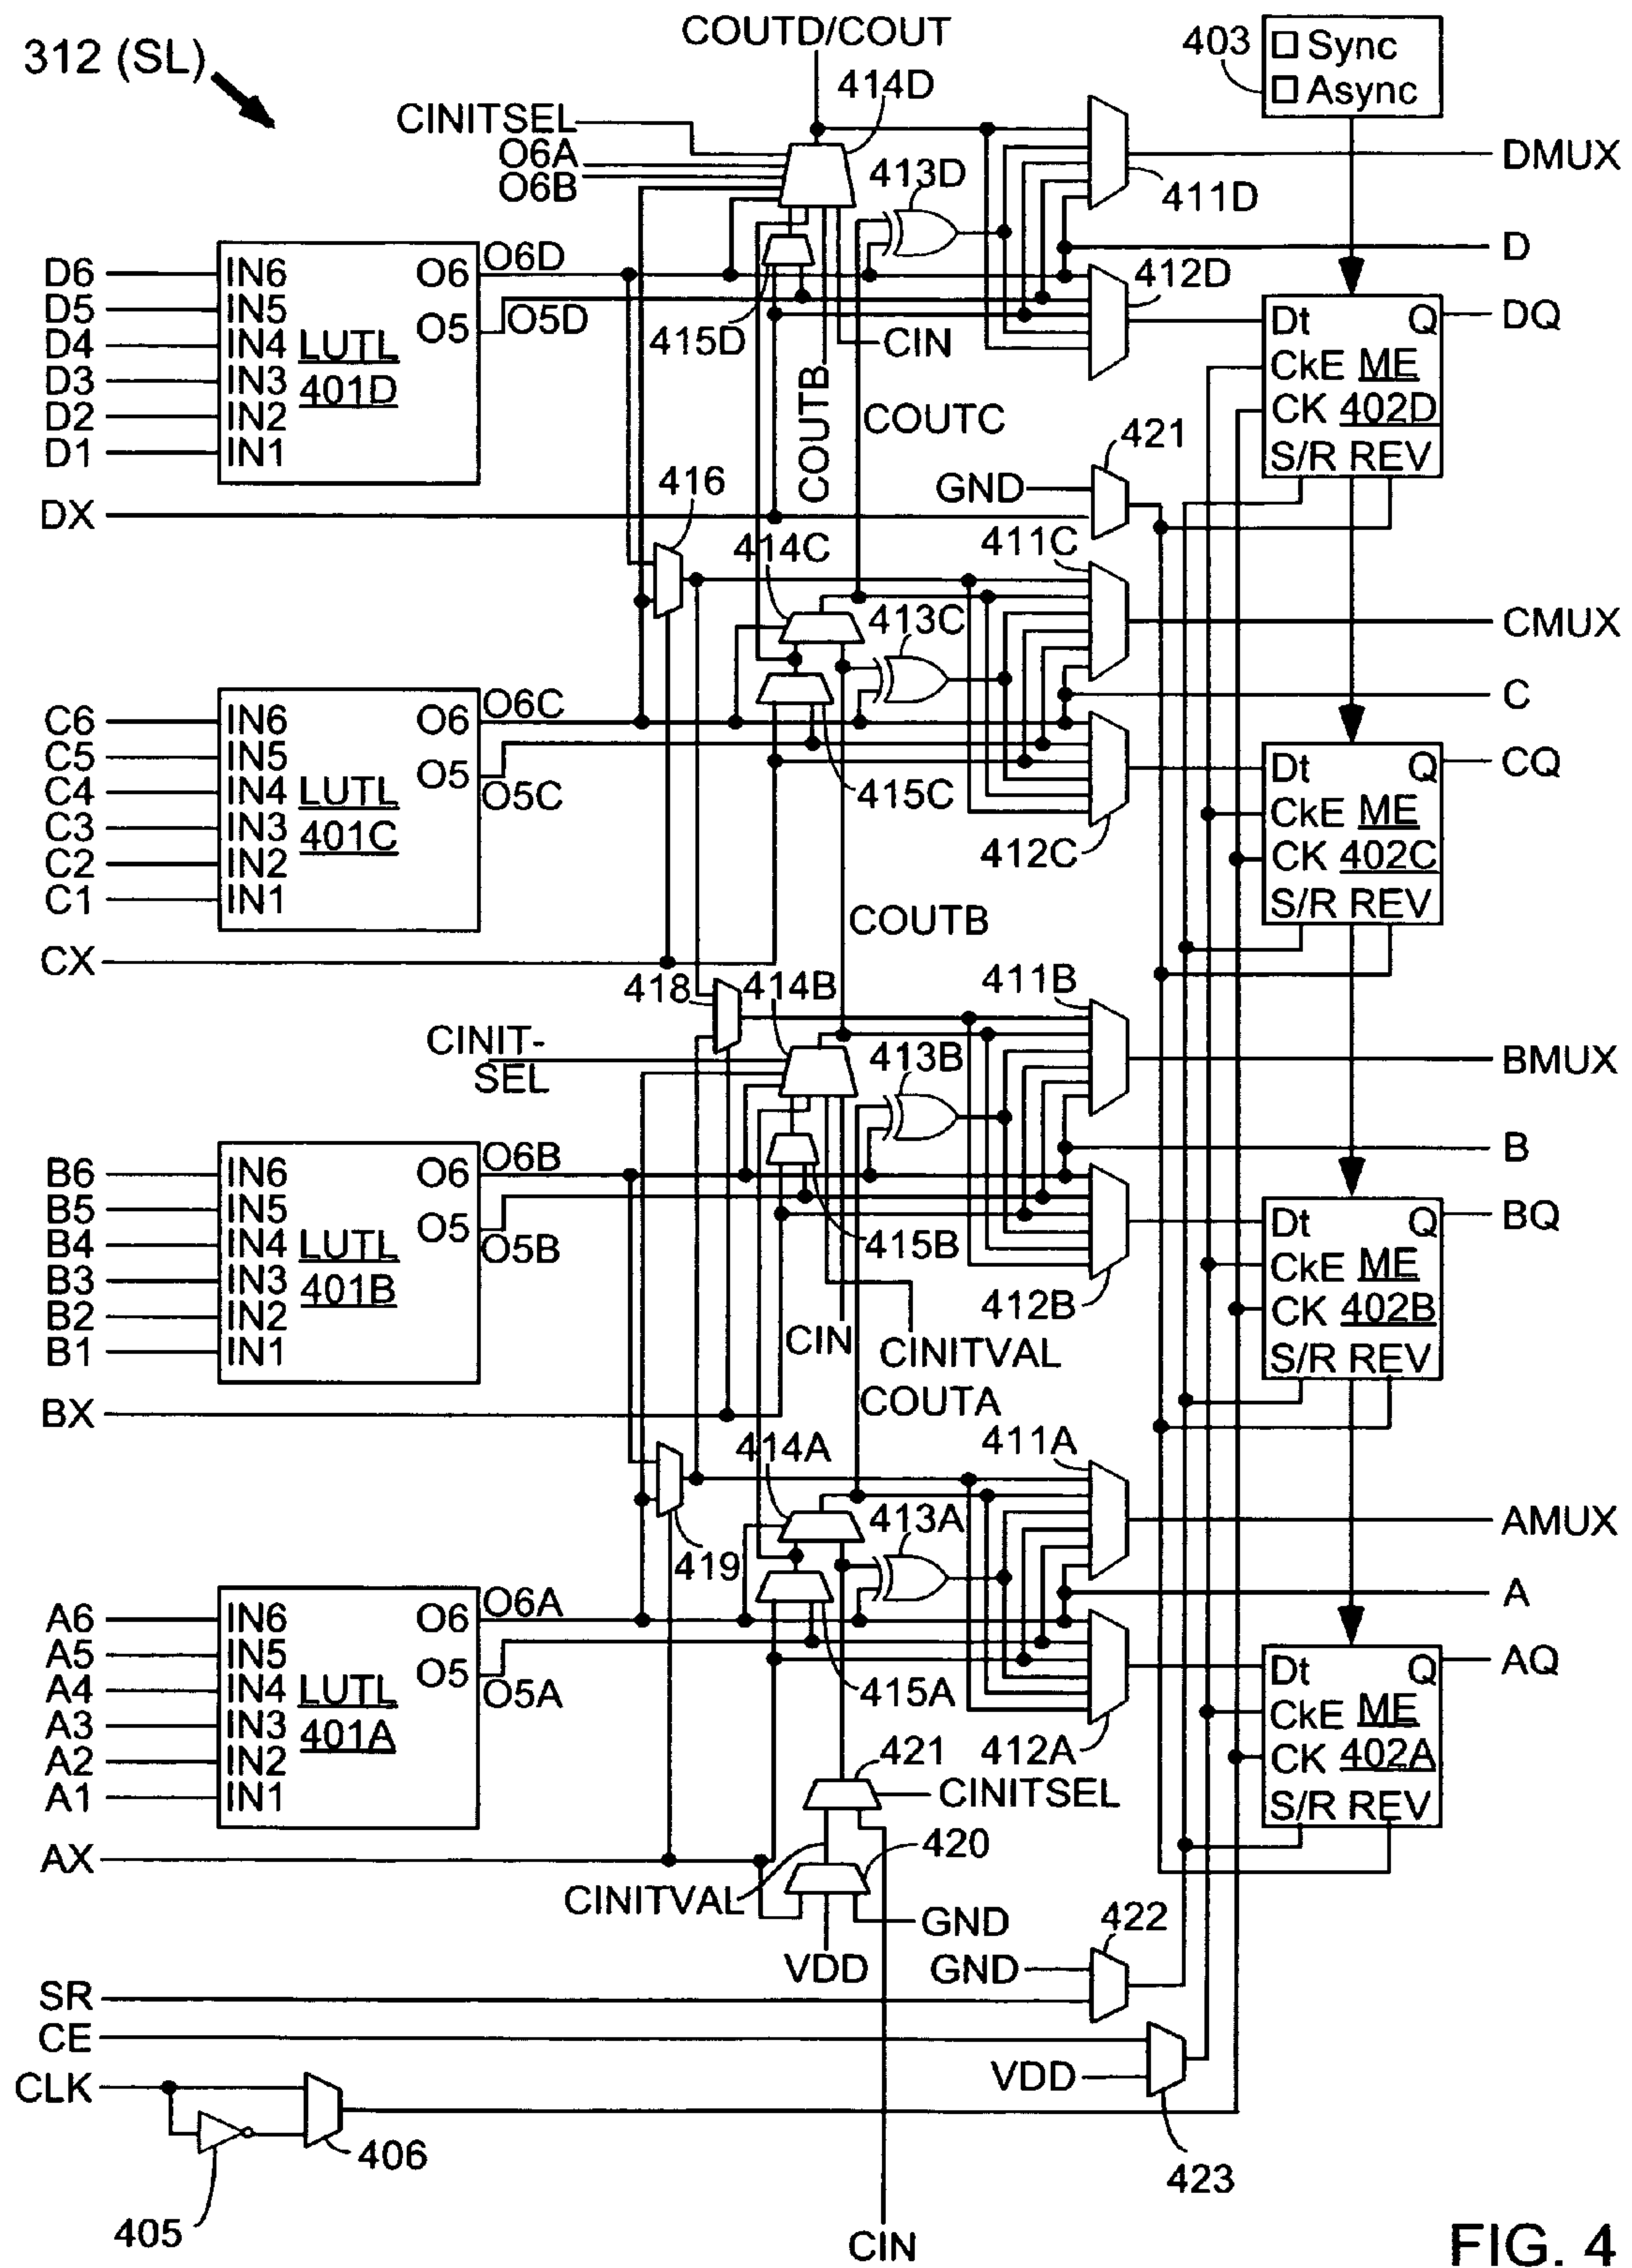 COUTD/COUT
312 (SL)
403
Sync
Async
414D
CINITSEL
O6A
O6B
413D
DMUX
411D
D
O6D
412D
D6 IN6 O6
D5 IN5
O5 O5D
D4 IN4 LUTL
D3 IN3 401D
D2 IN2
D1 IN1
415D
CIN
COUTB
COUTC
Dt Q DQ
CkE ME
CK 402D
S/R REV
421
GND
416
DX
414C
411C
413C
CMUX
C
O6C
C6 IN6 O6
C5 IN5
O5
O5C
C4 IN4 LUTL
C3 IN3 401C
C2 IN2
C1 IN1
415C
412C
Dt Q CQ
CkE ME
CK 402C
S/R REV
COUTB
CX
418
414B
411B
CINIT-
SEL
413B
BMUX
B
O6B
B6 IN6 O6
B5 IN5
O5
O5B
B4 IN4 LUTL
B3 IN3 401B
B2 IN2
B1 IN1
415B
412B
CIN
CINITVAL
Dt Q BQ
CkE ME
CK 402B
S/R REV
COUTA
BX
414A
411A
413A
AMUX
419
A
O6A
A6 IN6 O6
A5 IN5
O5
O5A
A4 IN4 LUTL
A3 IN3 401A
A2 IN2
A1 IN1
415A
412A
Dt Q AQ
CkE ME
CK 402A
S/R REV
421
CINITSEL
420
AX
CINITVAL
GND
VDD
422
GND
SR
CE
VDD
CLK
406
423
405
CIN
FIG. 4